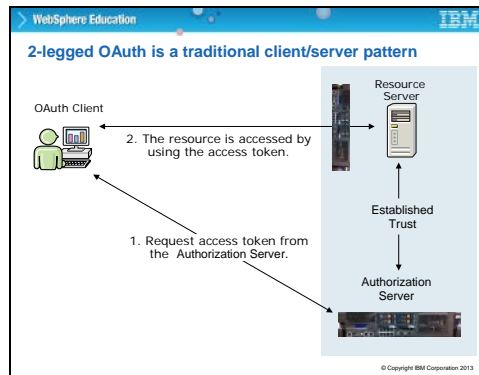 WebSphere Education
IBM
2-legged OAuth is a traditional client/server pattern
Resource
Server
OAuth Client
2. The resource is accessed by
using the access token.
Established
Trust
1. Request access token from
the Authorization Server.
Authorization
Server
© Copyright IBM Corporation 2013